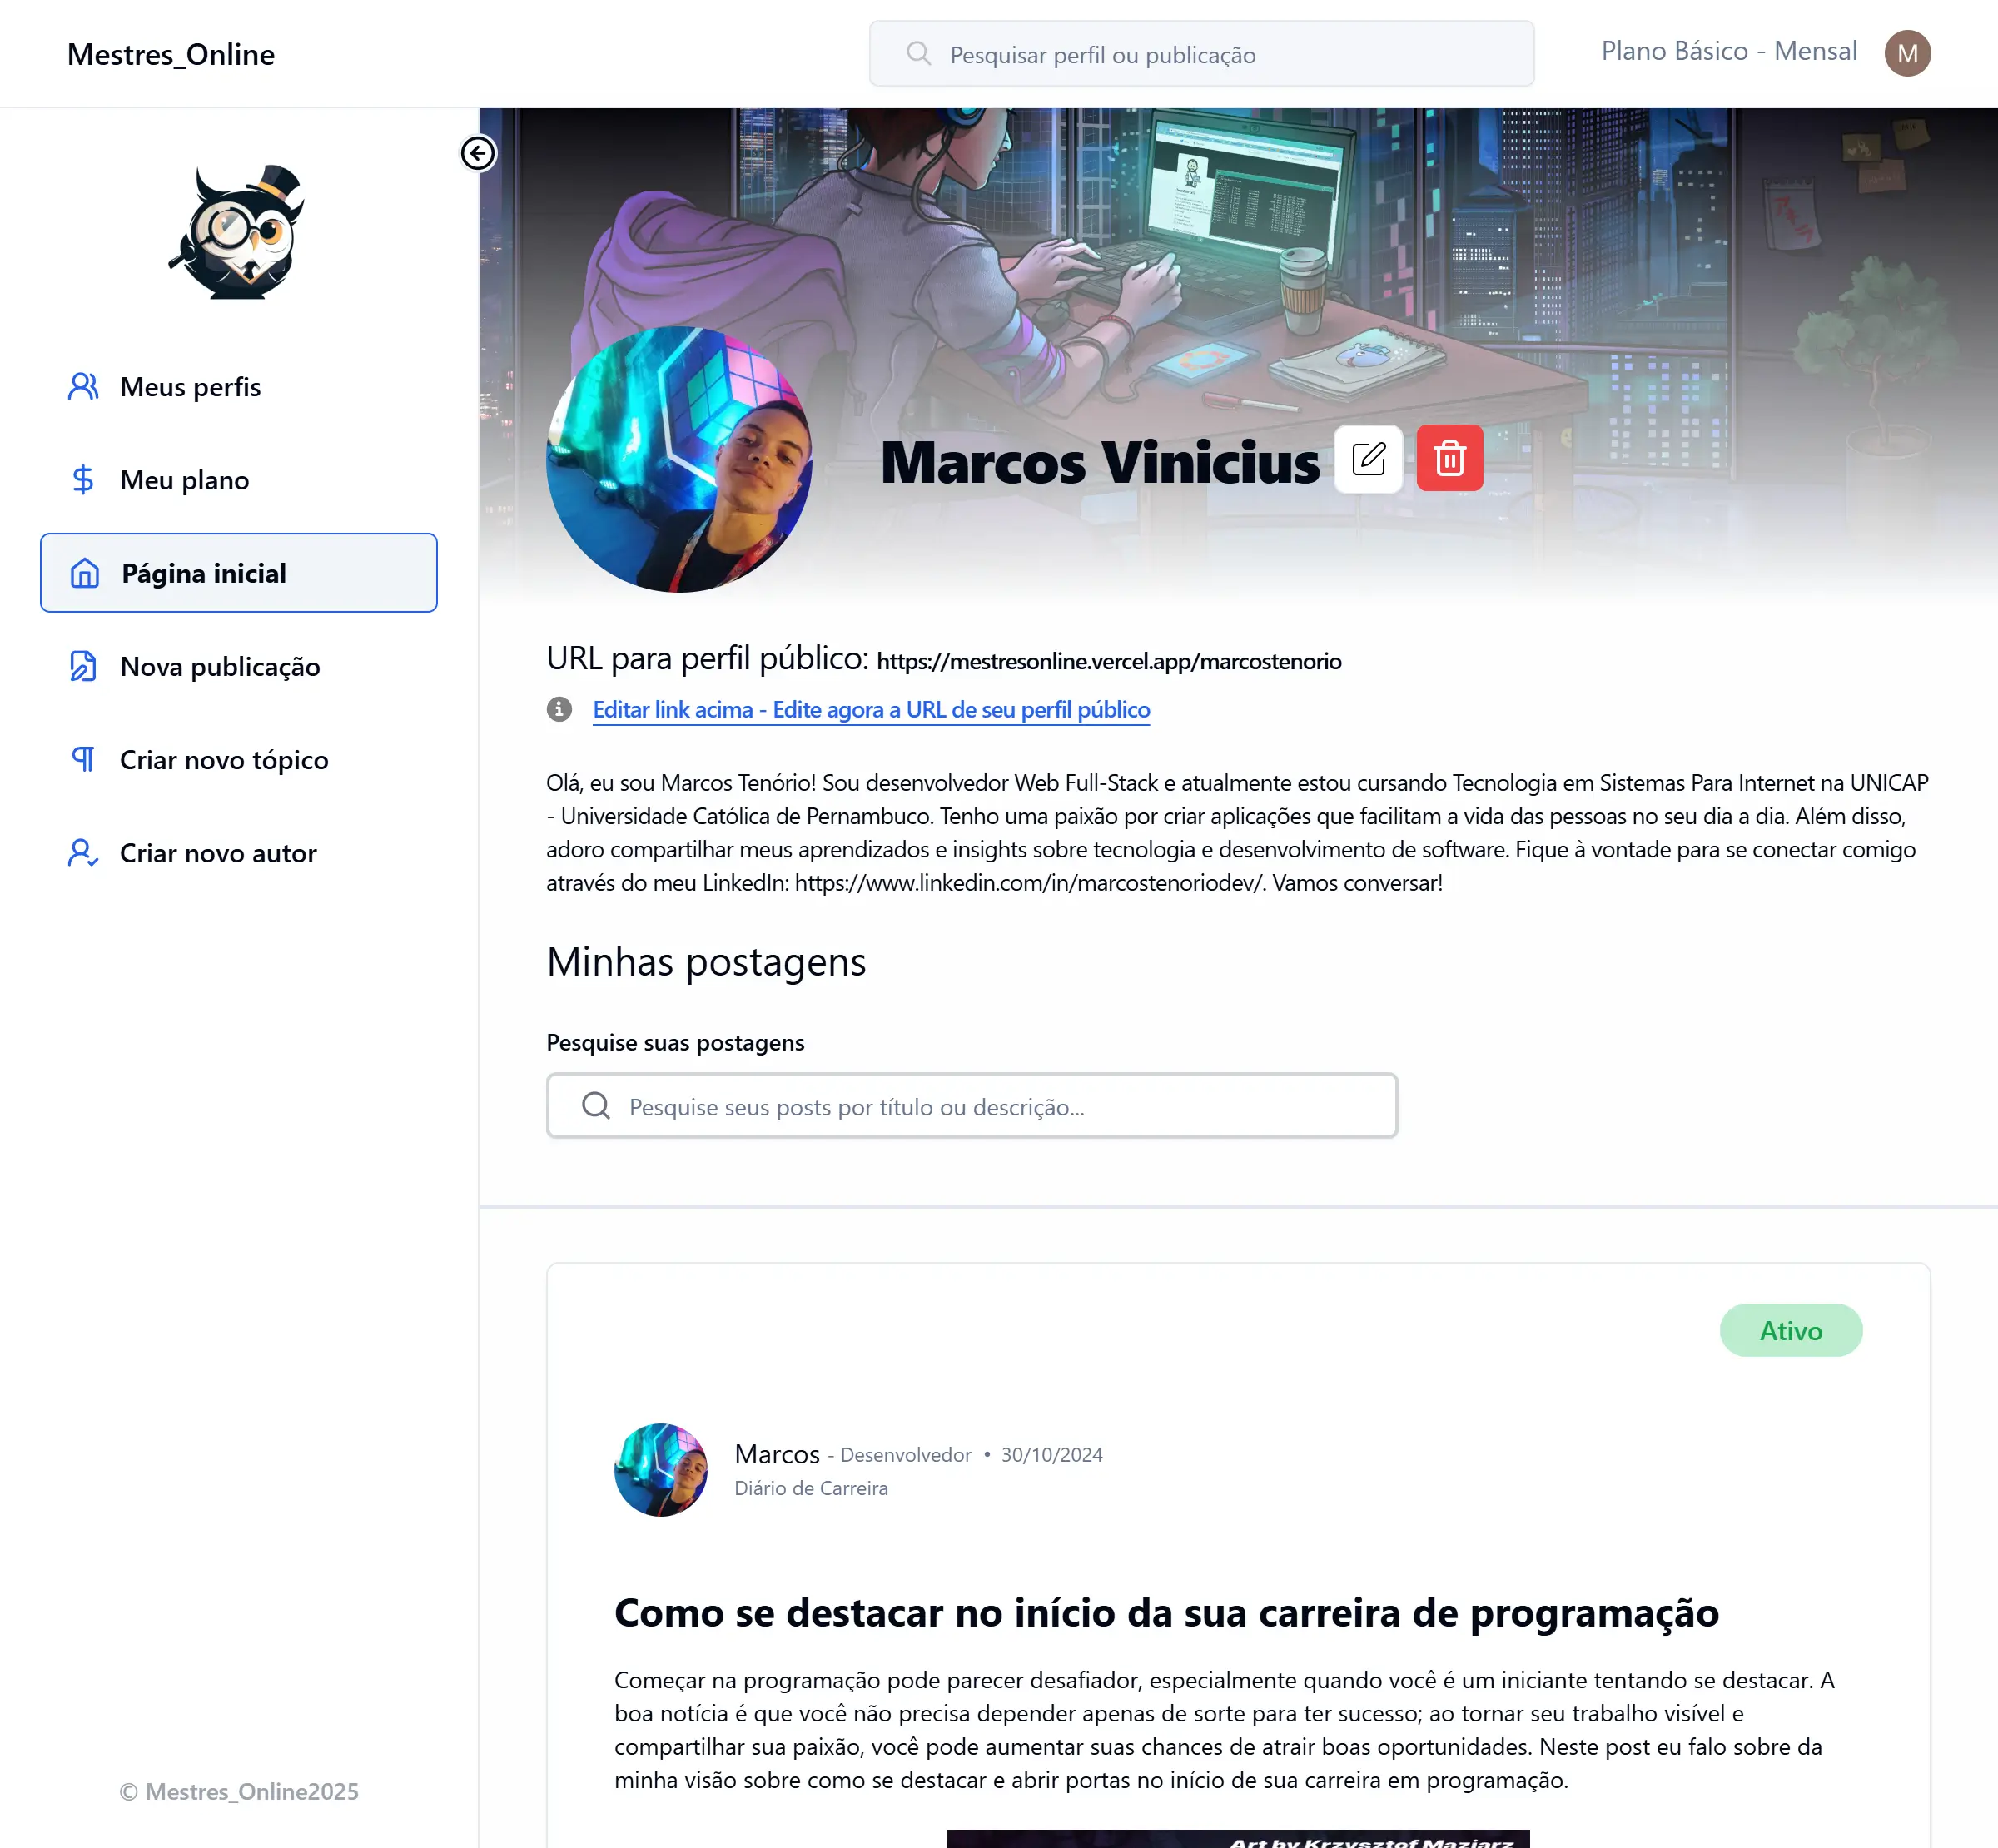 Mestres_Online
Pesquisar perfil ou publicação
Plano Básico - Mensal
M
Meus perfis
Meu plano
Página inicial
Nova publicação
Criar novo tópico
Criar novo autor
© Mestres_Online2025
Marcos Vinicius
URL para perfil público: https://mestresonline.vercel.app/marcostenorio
Editar link acima - Edite agora a URL de seu perfil público
Olá, eu sou Marcos Tenório! Sou desenvolvedor Web Full-Stack e atualmente estou cursando Tecnologia em Sistemas Para Internet na UNICAP
- Universidade Católica de Pernambuco. Tenho uma paixão por criar aplicações que facilitam a vida das pessoas no seu dia a dia. Além disso,
adoro compartilhar meus aprendizados e insights sobre tecnologia e desenvolvimento de software. Fique à vontade para se conectar comigo
através do meu LinkedIn: https://www.linkedin.com/in/marcostenoriodev/. Vamos conversar!
Minhas postagens
Pesquise suas postagens
Pesquise seus posts por título ou descrição...
Ativo
Marcos - Desenvolvedor • 30/10/2024
Diário de Carreira
Como se destacar no início da sua carreira de programação
Começar na programação pode parecer desafiador, especialmente quando você é um iniciante tentando se destacar. A
boa notícia é que você não precisa depender apenas de sorte para ter sucesso; ao tornar seu trabalho visível e
compartilhar sua paixão, você pode aumentar suas chances de atrair boas oportunidades. Neste post eu falo sobre da
minha visão sobre como se destacar e abrir portas no início de sua carreira em programação.
Art by Krzysztof Maziarz